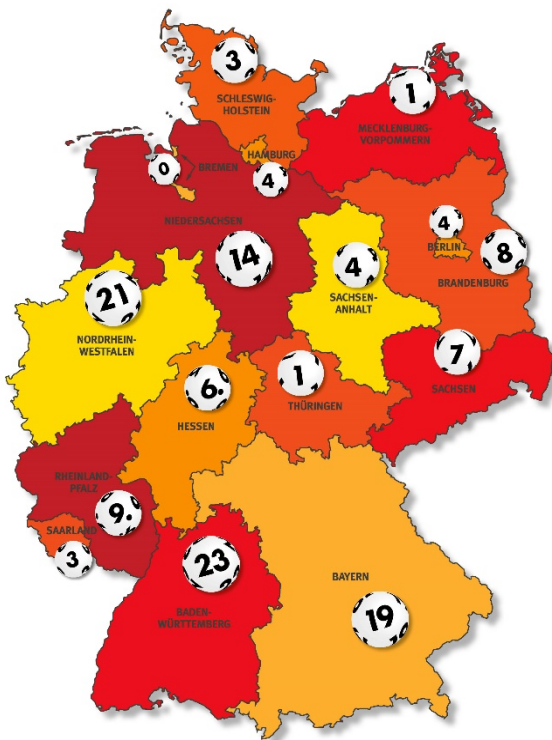 3
SCHLESWIG-
HOLSTEIN
1
MECKLENBURG-
VORPOMMERN
HAMBURG
4
0
BREMEN
NIEDERSACHSEN
14
4
BERLIN
8
BRANDENBURG
4
SACHSEN-
ANHALT
21
NORDRHEIN-
WESTFALEN
7
SACHSEN
1
THÜRINGEN
6.
HESSEN
RHEINLAND-
PFALZ
9.
SAARLAND
3
23
BADEN-
WÜRTTEMBERG
BAYERN
19